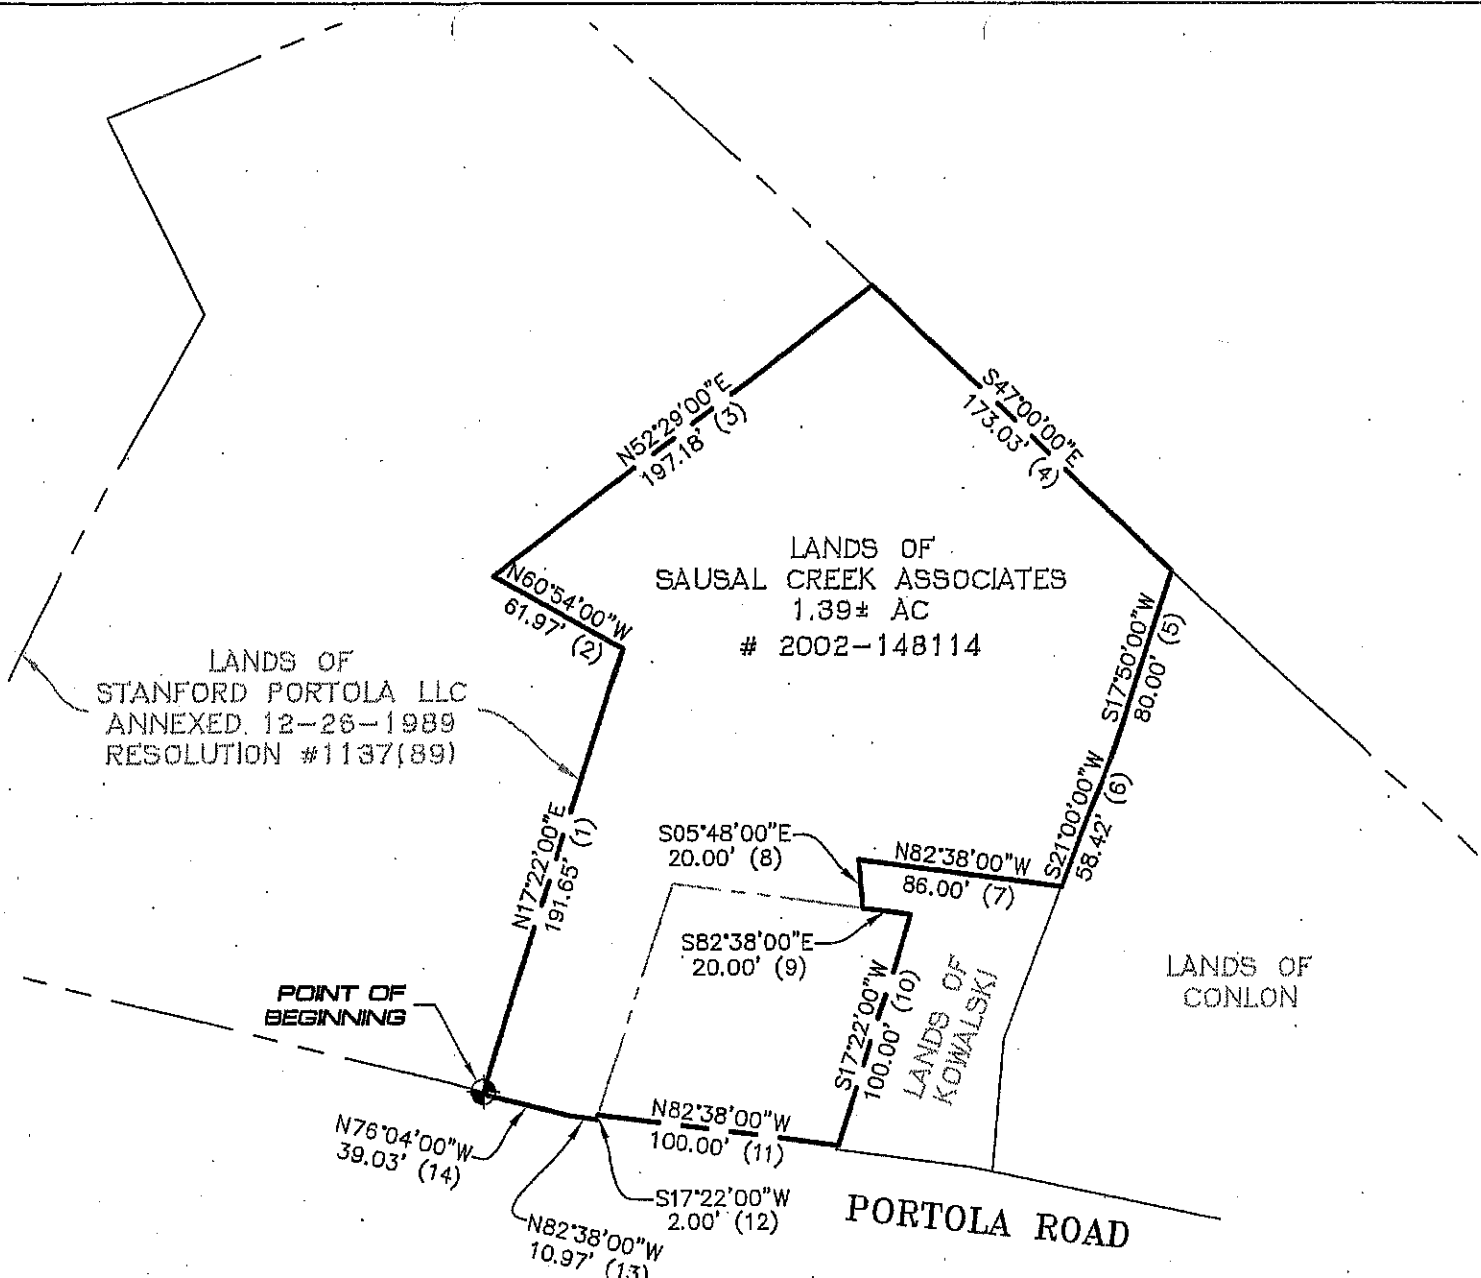 N52°29'00"E
197.18' (3)
S47°00'00"E
173.03' (4)
LANDS OF
SAUSAL CREEK ASSOCIATES
1.39± AC
# 2002-148114
N60°54'00"W
61.97' (2)
S17°50'00"W
80.00' (5)
LANDS OF
STANFORD PORTOLA LLC
ANNEXED. 12-26-1989
RESOLUTION #1137(89)
S21°00'00"W
58.42' (6)
N17°22'00"E
191.65' (1)
S05°48'00"E
20.00' (8)
N82°38'00"W
86.00' (7)
S82°38'00"E
20.00' (9)
S17°22'00"W
100.00' (10)
LANDS OF
KOWALSKI
LANDS OF
CONLON
POINT OF
BEGINNING
N76°04'00"W
39.03' (14)
N82°38'00"W
100.00' (11)
S17°22'00"W
2.00' (12)
N82°38'00"W
10.97' (13)
PORTOLA ROAD